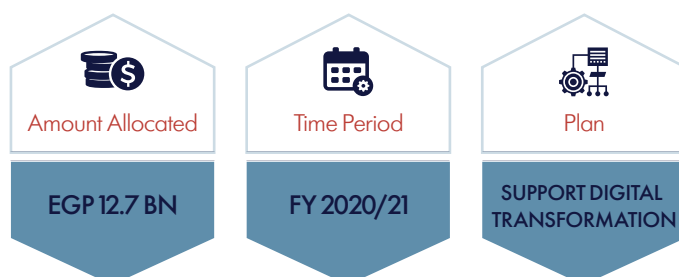 Amount Allocated
Time Period
Plan
EGP 12.7 BN
FY 2020/21
SUPPORT DIGITAL
TRANSFORMATION